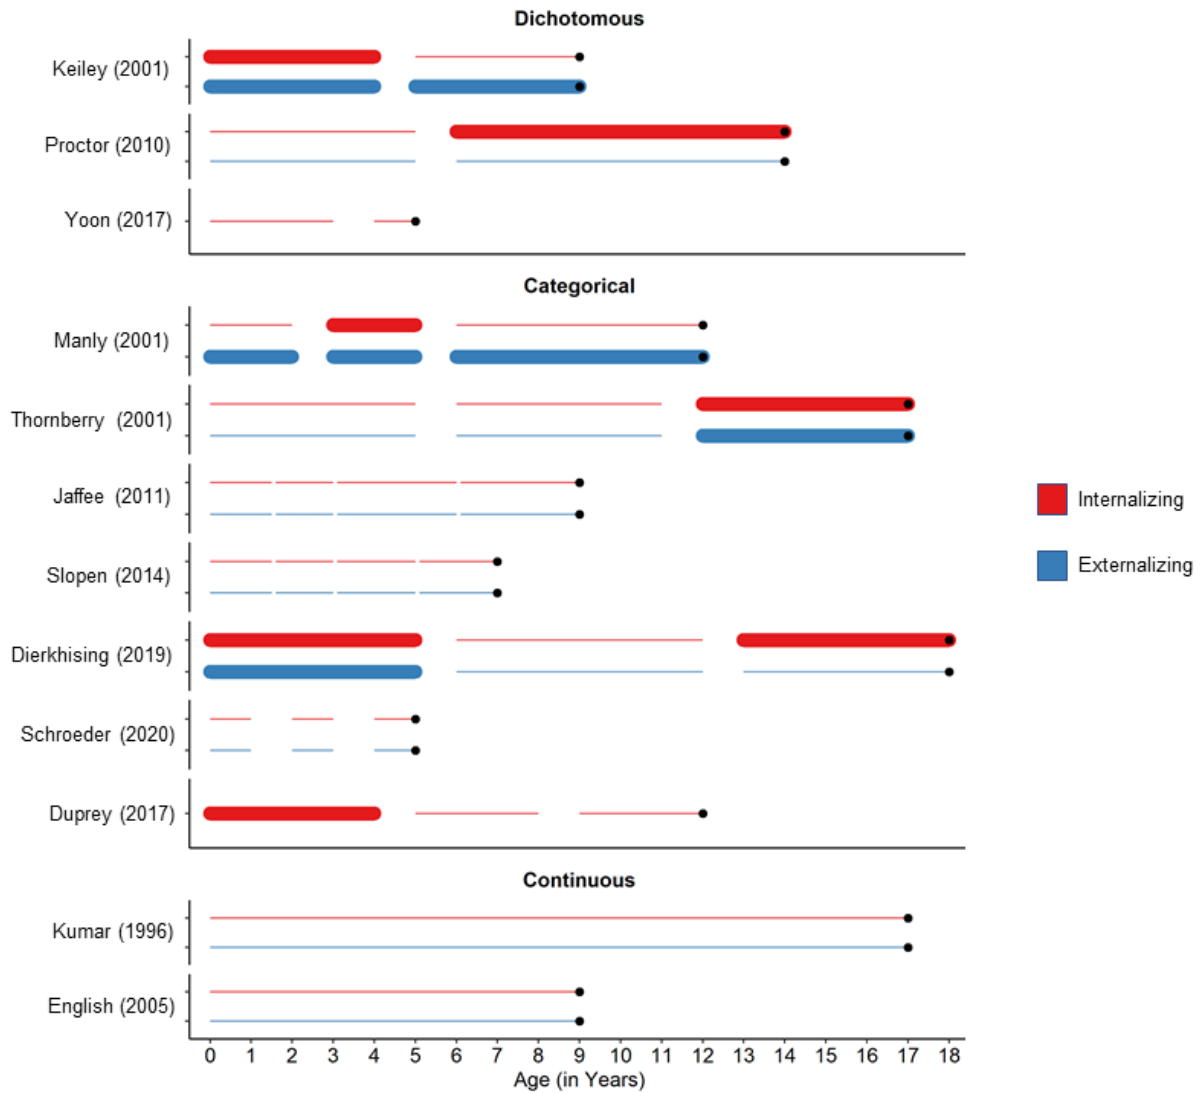 Dichotomous
Keiley (2001)
Proctor (2010)
Yoon (2017)
Categorical
Manly (2001)
Thornberry (2001)
Jaffee (2011)
Slopen (2014)
Dierkhising (2019)
Schroeder (2020)
Duprey (2017)
Continuous
Kumar (1996)
English (2005)
0 1 2 3 4 5 6 7 8 9 10 11 12 13 14 15 16 17 18
Age (in Years)
Internalizing
Externalizing